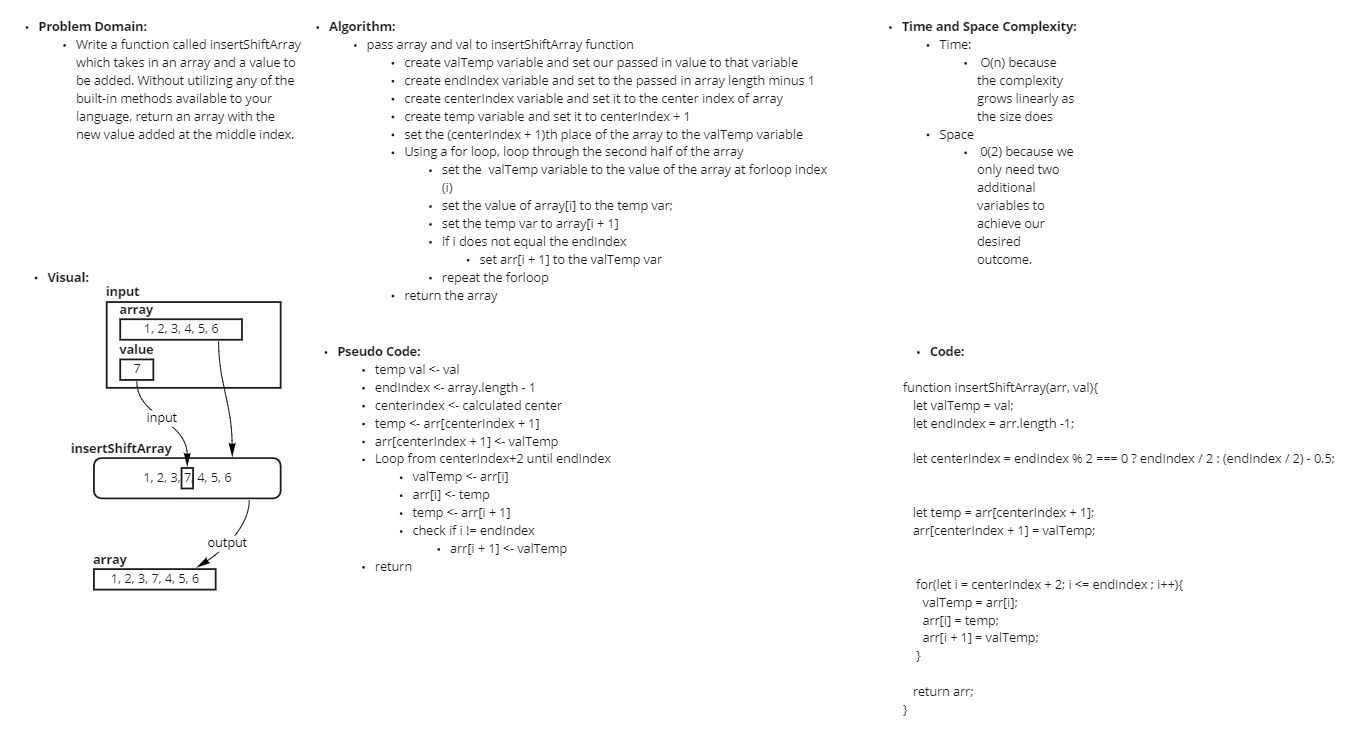 Problem Domain:
Write a function called insertShiftArray
which takes in an array and a value to
be added. Without utilizing any of the
built-in methods available to your
language, return an array with the
new value added at the middle index.
Visual:
input
array
1, 2, 3, 4, 5, 6
value
7
input
insertShiftArray
1, 2, 3, 7, 4, 5, 6
output
array
1, 2, 3, 7, 4, 5, 6
Algorithm:
pass array and val to insertShiftArray function
create valTemp variable and set our passed in value to that variable
create endIndex variable and set to the passed in array length minus 1
create centerIndex variable and set it to the center index of array
create temp variable and set it to centerIndex + 1
set the (centerIndex + 1)th place of the array to the valTemp variable
Using a for loop, loop through the second half of the array
set the valTemp variable to the value of the array at forloop index
(i)
set the value of array[i] to the temp var;
set the temp var to array[i + 1]
if i does not equal the endIndex
set arr[i + 1] to the valTemp var
repeat the forloop
return the array
Pseudo Code:
temp val <- val
endIndex <- array.length - 1
centerIndex <- calculated center
temp <- arr[centerIndex + 1]
arr[centerIndex + 1] <- valTemp
Loop from centerIndex+2 until endIndex
valTemp <- arr[i]
arr[i] <- temp
temp <- arr[i + 1]
check if i != endIndex
arr[i + 1] <- valTemp
return
Time and Space Complexity:
Time:
O(n) because
the complexity
grows linearly as
the size does
Space
0(2) because we
only need two
additional
variables to
achieve our
desired
outcome.
Code:
function insertShiftArray(arr, val){
let valTemp = val;
let endIndex = arr.length -1;
let centerIndex = endIndex % 2 === 0 ? endIndex / 2 : (endIndex / 2) - 0.5;
let temp = arr[centerIndex + 1];
arr[centerIndex + 1] = valTemp;
for(let i = centerIndex + 2; i <= endIndex ; i++){
valTemp = arr[i];
arr[i] = temp;
arr[i + 1] = valTemp;
}
return arr;
}